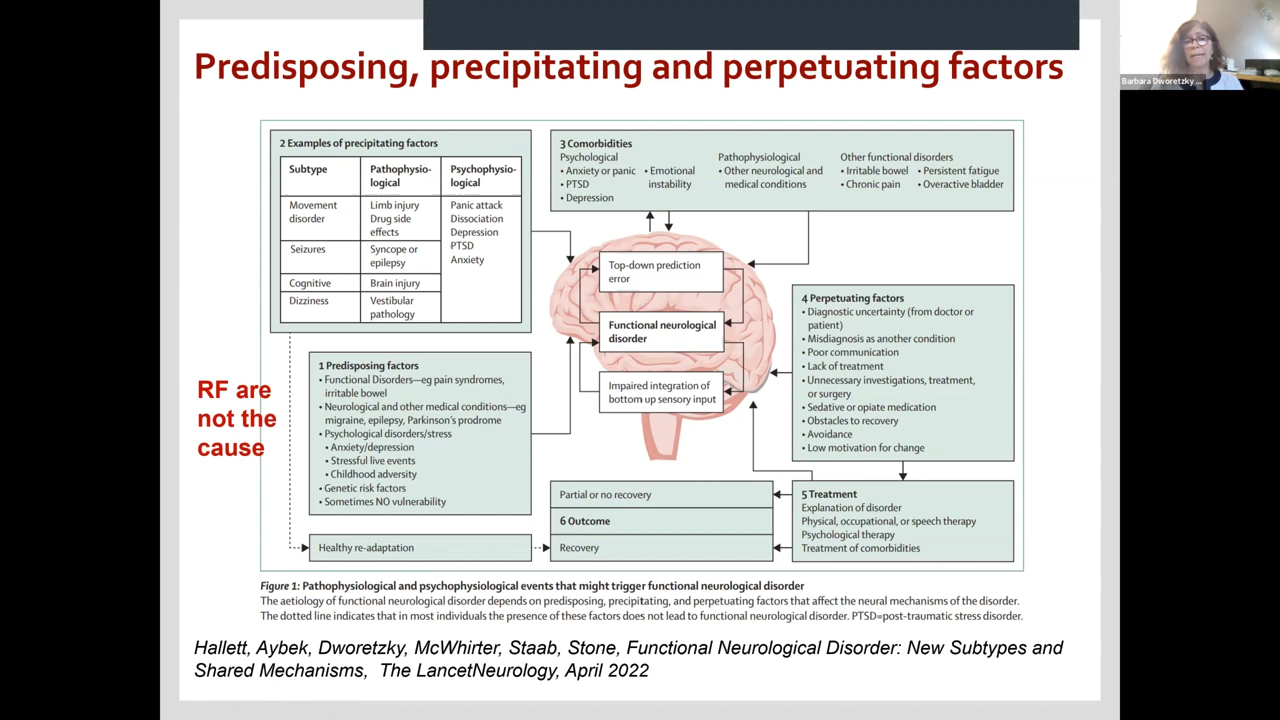 Predisposing, precipitating and perpetuating factors
Barbara Dworetzky ...
2 Examples of precipitating factors
Subtype
Pathophysio-
logical
Psychophysio-
logical
Movement
disorder
Limb injury
Drug side
effects
Panic attack
Dissociation
Depression
PTSD
Anxiety
Seizures
Syncope or
epilepsy
Cognitive
Brain injury
Dizziness
Vestibular
pathology
3 Comorbidities
Psychological
• Anxiety or panic
• PTSD
• Depression
• Emotional
instability
Pathophysiological
• Other neurological and
medical conditions
Other functional disorders
• Irritable bowel
• Chronic pain
• Persistent fatigue
• Overactive bladder
Top-down prediction
error
Functional neurological
disorder
Impaired integration of
bottom up sensory input
RF are
not the
cause
1 Predisposing factors
• Functional Disorders—eg pain syndromes,
irritable bowel
• Neurological and other medical conditions—eg
migraine, epilepsy, Parkinson's prodrome
• Psychological disorders/stress
• Anxiety/depression
• Stressful live events
• Childhood adversity
• Genetic risk factors
• Sometimes NO vulnerability
4 Perpetuating factors
• Diagnostic uncertainty (from doctor or
patient)
• Misdiagnosis as another condition
• Poor communication
• Lack of treatment
• Unnecessary investigations, treatment,
or surgery
• Sedative or opiate medication
• Obstacles to recovery
• Avoidance
• Low motivation for change
5 Treatment
Explanation of disorder
Physical, occupational, or speech therapy
Psychological therapy
Treatment of comorbidities
Partial or no recovery
6 Outcome
Recovery
Healthy re-adaptation
Figure 1: Pathophysiological and psychophysiological events that might trigger functional neurological disorder
The aetiology of functional neurological disorder depends on predisposing, precipitating, and perpetuating factors that affect the neural mechanisms of the disorder.
The dotted line indicates that in most individuals the presence of these factors does not lead to functional neurological disorder. PTSD=post-traumatic stress disorder.
Hallett, Aybek, Dworetzky, McWhirter, Staab, Stone, Functional Neurological Disorder: New Subtypes and
Shared Mechanisms, The LancetNeurology, April 2022